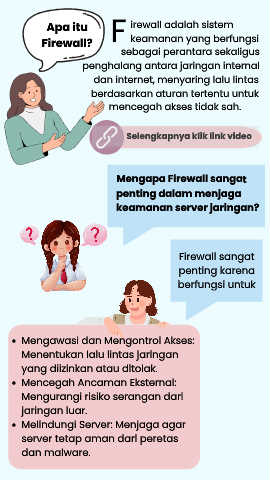 Apa itu
Firewall?
Firewall adalah sistem
keamanan yang berfungsi
sebagai perantara sekaligus
penghalang antara jaringan internal
dan internet, menyaring lalu lintas
berdasarkan aturan tertentu untuk
mencegah akses tidak sah.
Selengkapnya klik link video
Mengapa Firewall sangat
penting dalam menjaga
keamanan server jaringan?
? ?
Firewall sangat
penting karena
berfungsi untuk
• Mengawasi dan Mengontrol Akses:
Menentukan lalu lintas jaringan
yang diizinkan atau ditolak.
• Mencegah Ancaman Eksternal:
Mengurangi risiko serangan dari
jaringan luar.
• Melindungi Server: Menjaga agar
server tetap aman dari peretas
dan malware.